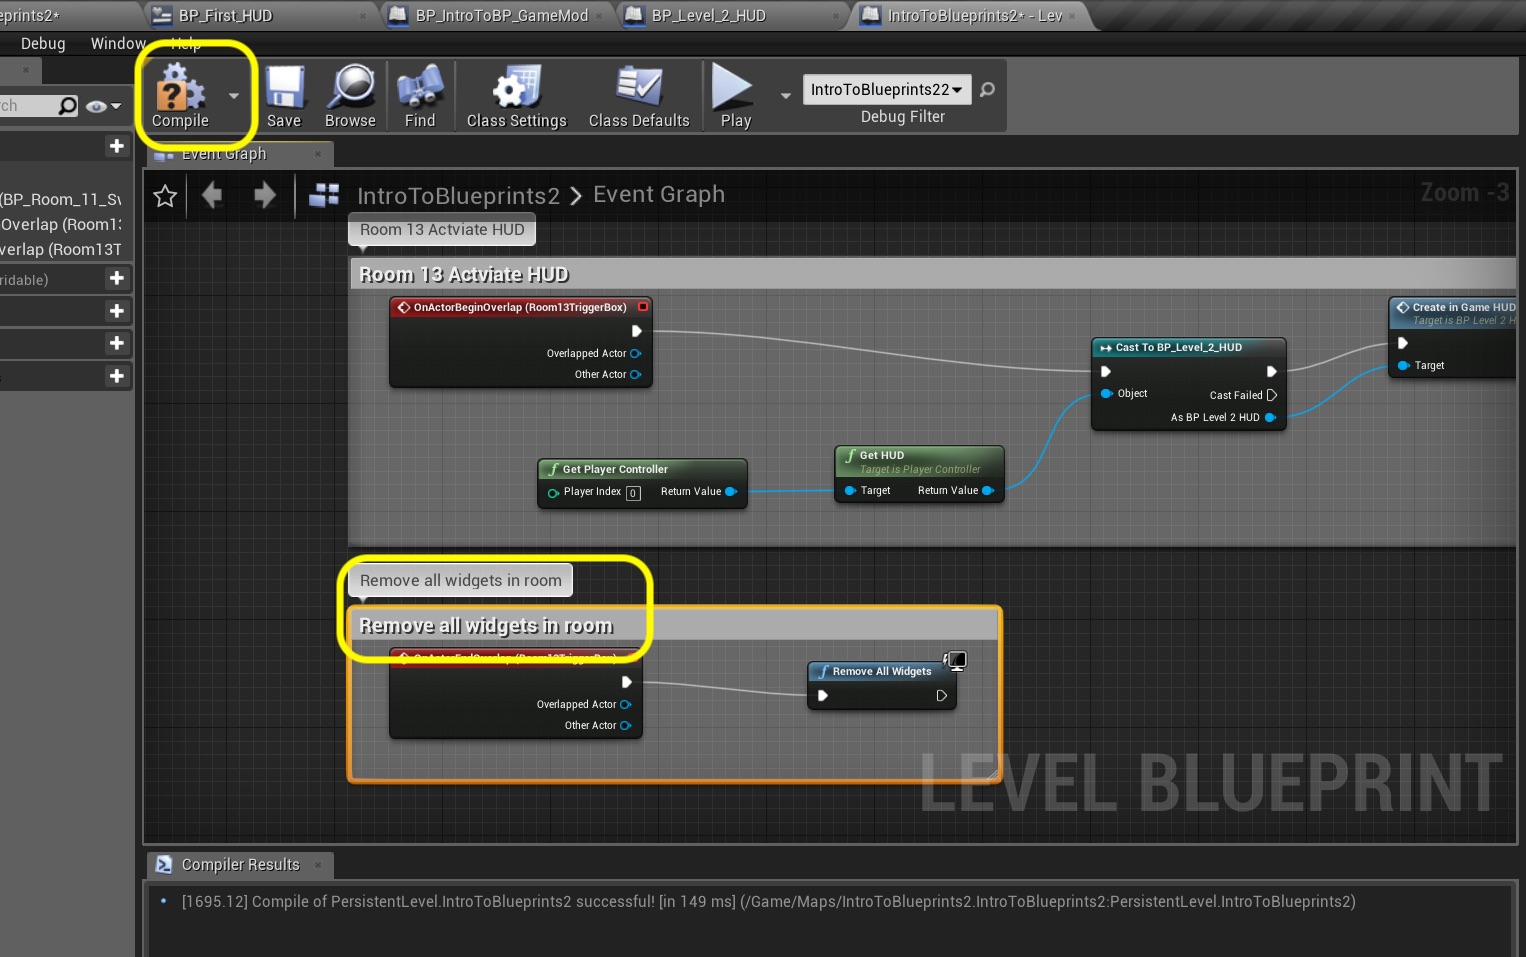 eprints2*
BP_First_HUD
BP_IntroToBP_GameMod
BP_Level_2_HUD
IntroToBlueprints2* - Lev
Debug
Window
Help
rch
Compile
Save
Browse
Find
Class Settings
Class Defaults
Play
IntroToBlueprints22
Debug Filter
Event Graph
(BP_Room_11_Sv
Overlap (Room1
verlap (Room13T
ridable)
IntroToBlueprints2 > Event Graph
Zoom -3
Room 13 Actviate HUD
Room 13 Actviate HUD
OnActorBeginOverlap (Room13TriggerBox)
Overlapped Actor
Other Actor
Cast To BP_Level_2_HUD
Object
Cast Failed
As BP Level 2 HUD
Create in Game HUD
Target is BP Level 2 H
Target
Get Player Controller
Player Index 0
Return Value
Get HUD
Target is Player Controller
Target
Return Value
Remove all widgets in room
Remove all widgets in room
OnActorEndOverlap (Room13TriggerBox)
Overlapped Actor
Other Actor
Remove All Widgets
LEVEL BLUEPRINT
Compiler Results
[1695.12] Compile of PersistentLevel.IntroToBlueprints2 successful! [in 149 ms] (/Game/Maps/IntroToBlueprints2.IntroToBlueprints2:PersistentLevel.IntroToBlueprints2)